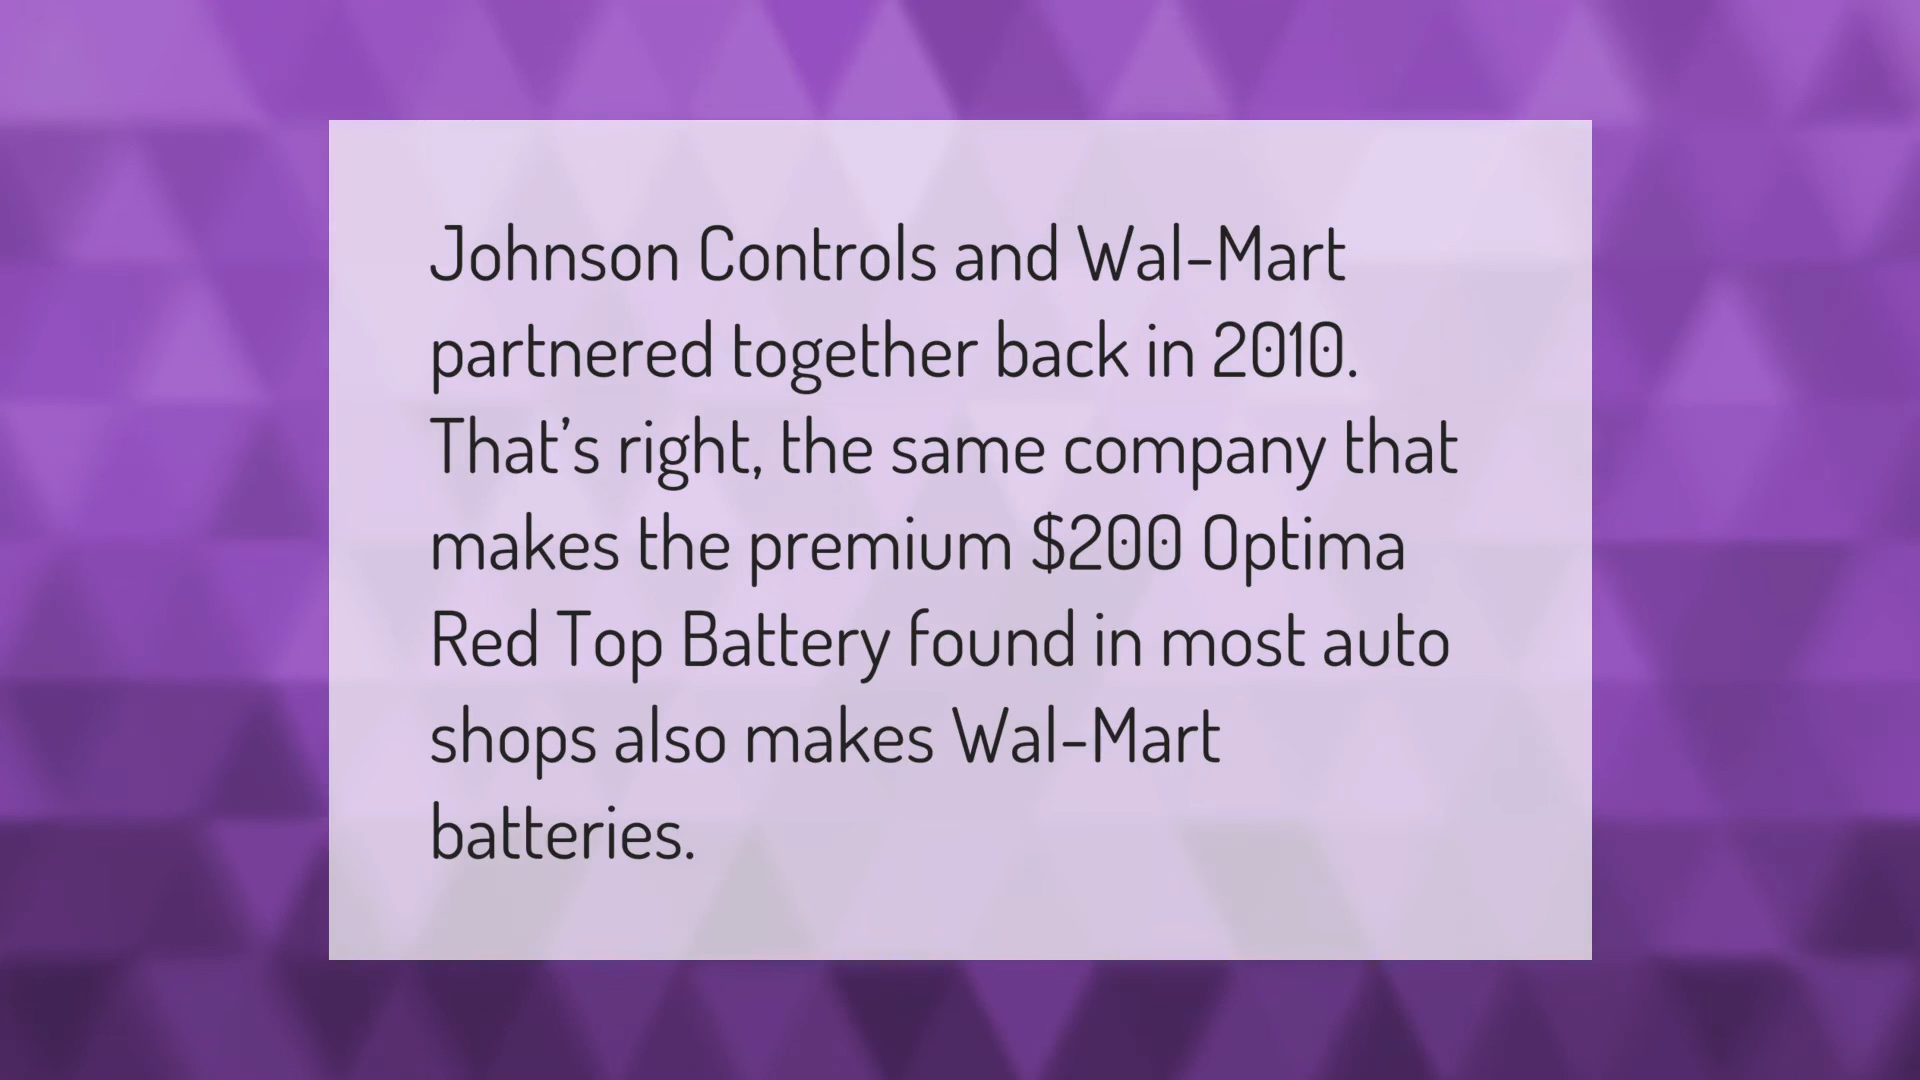 Johnson Controls and Wal-Mart
partnered together back in 2010.
That's right, the same company that
makes the premium $200 Optima
Red Top Battery found in most auto
shops also makes Wal-Mart
batteries.